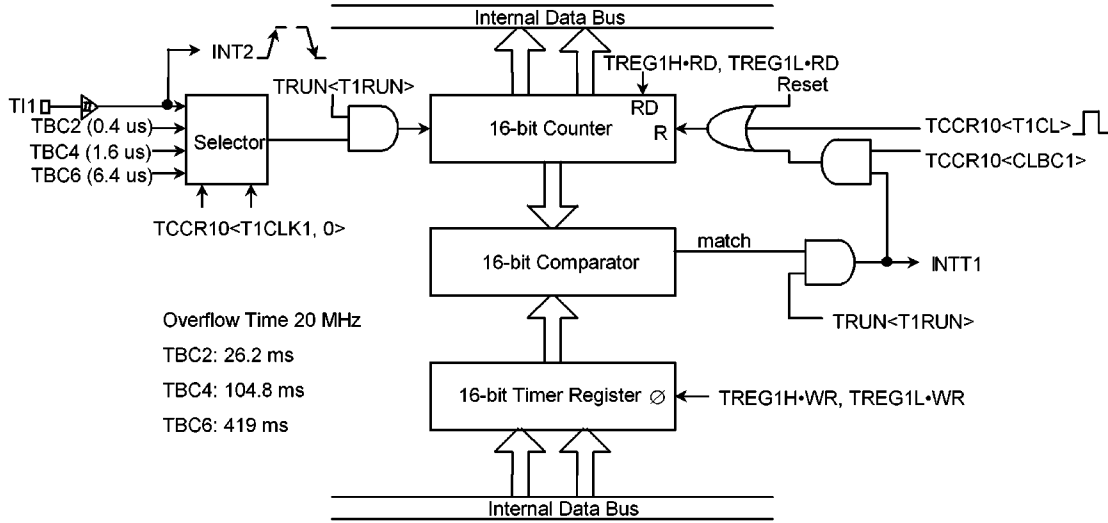 Internal Data Bus
INT2
TREG1H•RD, TREG1L•RD
TRUN<T1RUN>
Reset
TI1
TBC2 (0.4 us)
TBC4 (1.6 us)
TBC6 (6.4 us)
Selector
16-bit Counter
RD
R
TCCR10<T1CL>
TCCR10<CLBC1>
TCCR10<T1CLK1, 0>
16-bit Comparator
match
INTT1
TRUN<T1RUN>
Overflow Time 20 MHz
TBC2: 26.2 ms
TBC4: 104.8 ms
TBC6: 419 ms
16-bit Timer Register ∅
TREG1H•WR, TREG1L•WR
Internal Data Bus